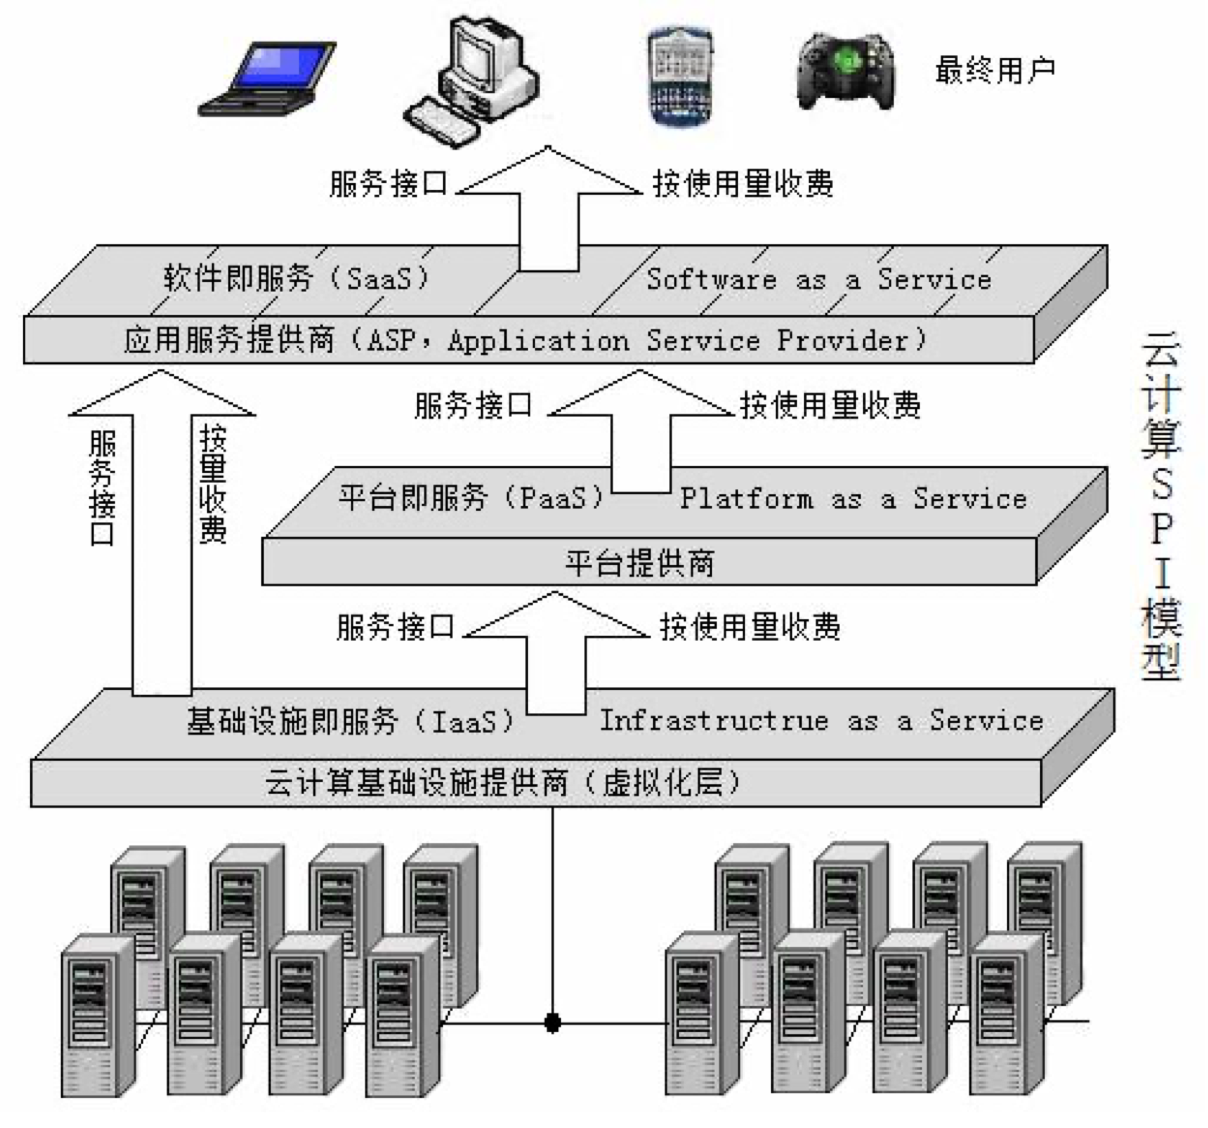 最终用户
服务接口
按使用量收费
软件即服务（SaaS） Software as a Service
应用服务提供商（ASP，Application Service Provider）
服务接口
按使用量收费
服务接口
按量收费
平台即服务（PaaS） Platform as a Service
平台提供商
服务接口
按使用量收费
基础设施即服务（IaaS） Infrastructrue as a Service
云计算基础设施提供商（虚拟化层）
云计算SPI模型